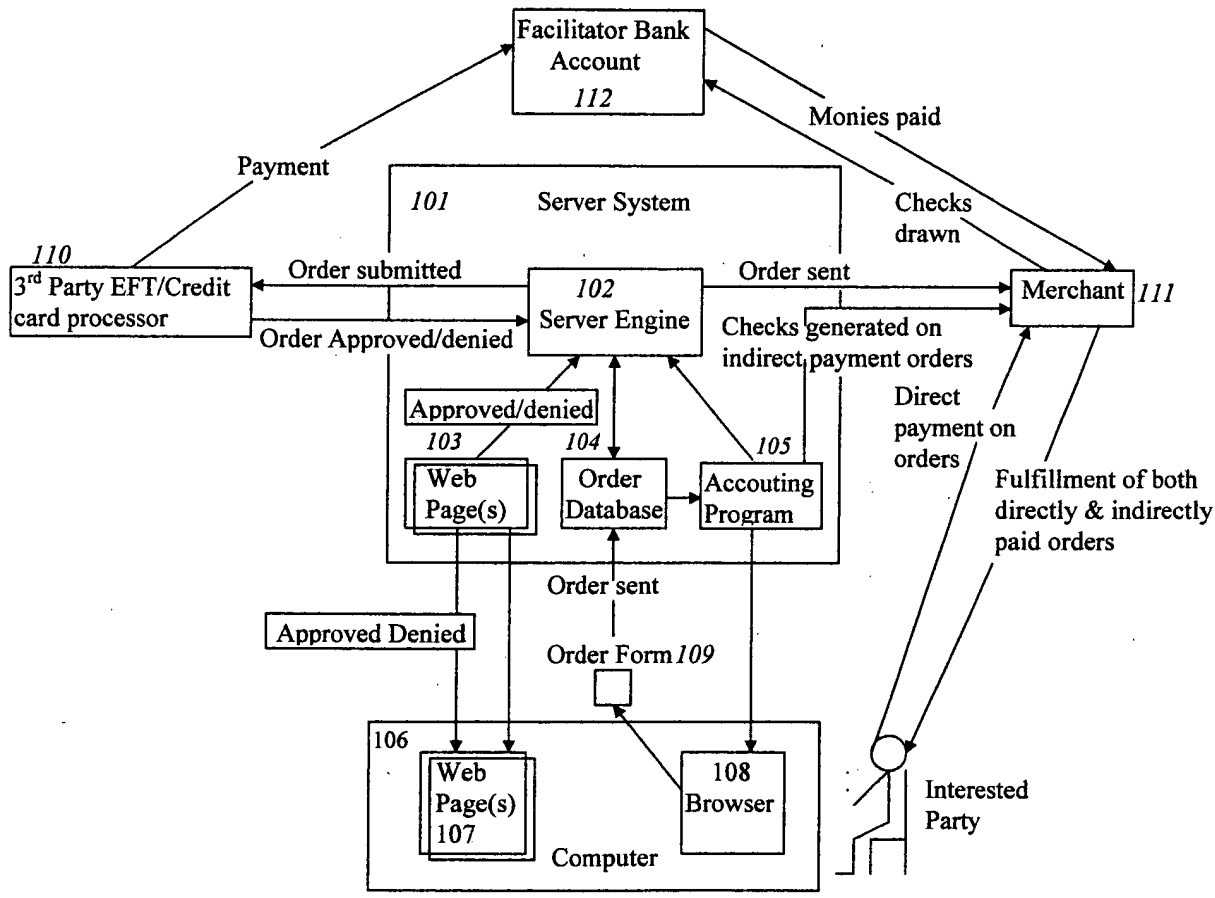 Facilitator Bank
Account
112
Monies paid
Payment
Checks
drawn
101
Server System
110
3rd Party EFT/Credit
card processor
Order submitted
Order Approved/denied
102
Server Engine
Order sent
Merchant
111
Checks generated on
indirect payment orders
Approved/denied
103
104
105
Web
Page(s)
Order
Database
Accouting
Program
Direct
payment on
orders
Fulfillment of both
directly & indirectly
paid orders
Order sent
Approved Denied
Order Form 109
106
Web
Page(s)
107
108
Browser
Computer
Interested
Party